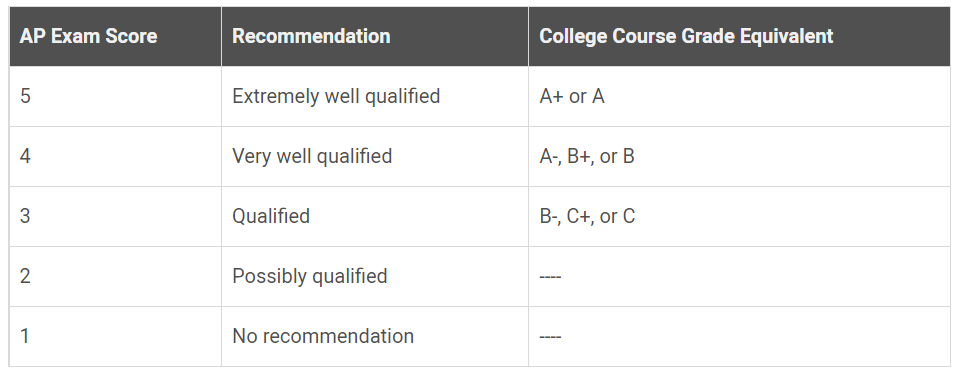 AP Exam Score Recommendation College Course Grade Equivalent
5 Extremely well qualified A+ or A
4 Very well qualified A-, B+, or B
3 Qualified B-, C+, or C
2 Possibly qualified ----
1 No recommendation ----